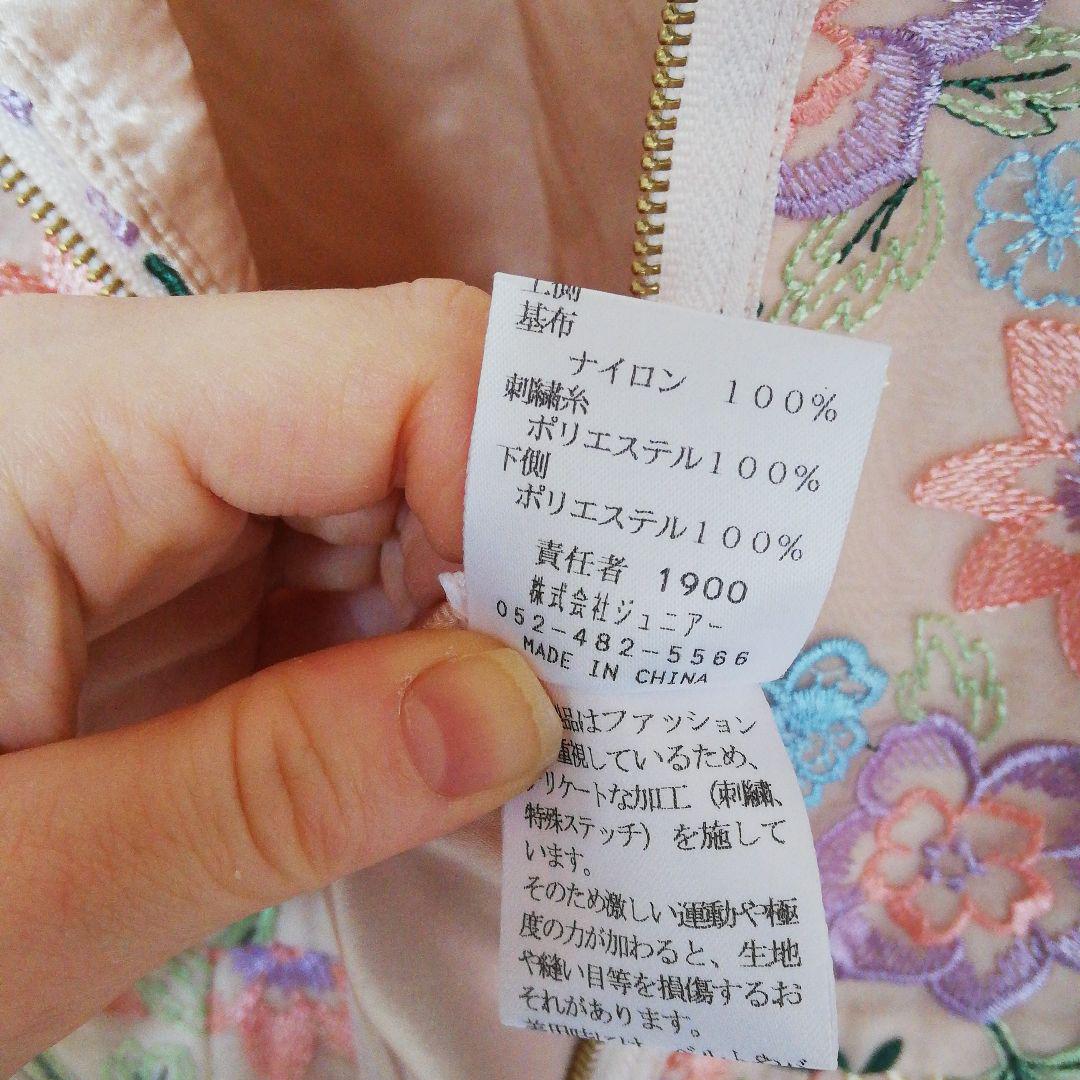 上側
基布
ナイロン 100%
刺繍糸
ポリエステル100%
下側
ポリエステル100%
責任者 1900
株式会社ジュニアー
052-482-5566
MADE IN CHINA
品はファッション
重視しているため、
デリケートな加工（刺繍、
特殊ステッチ）を施して
います。
そのため激しい運動や極
度の力が加わると、生地
や縫い目等を損傷するお
それがあります。